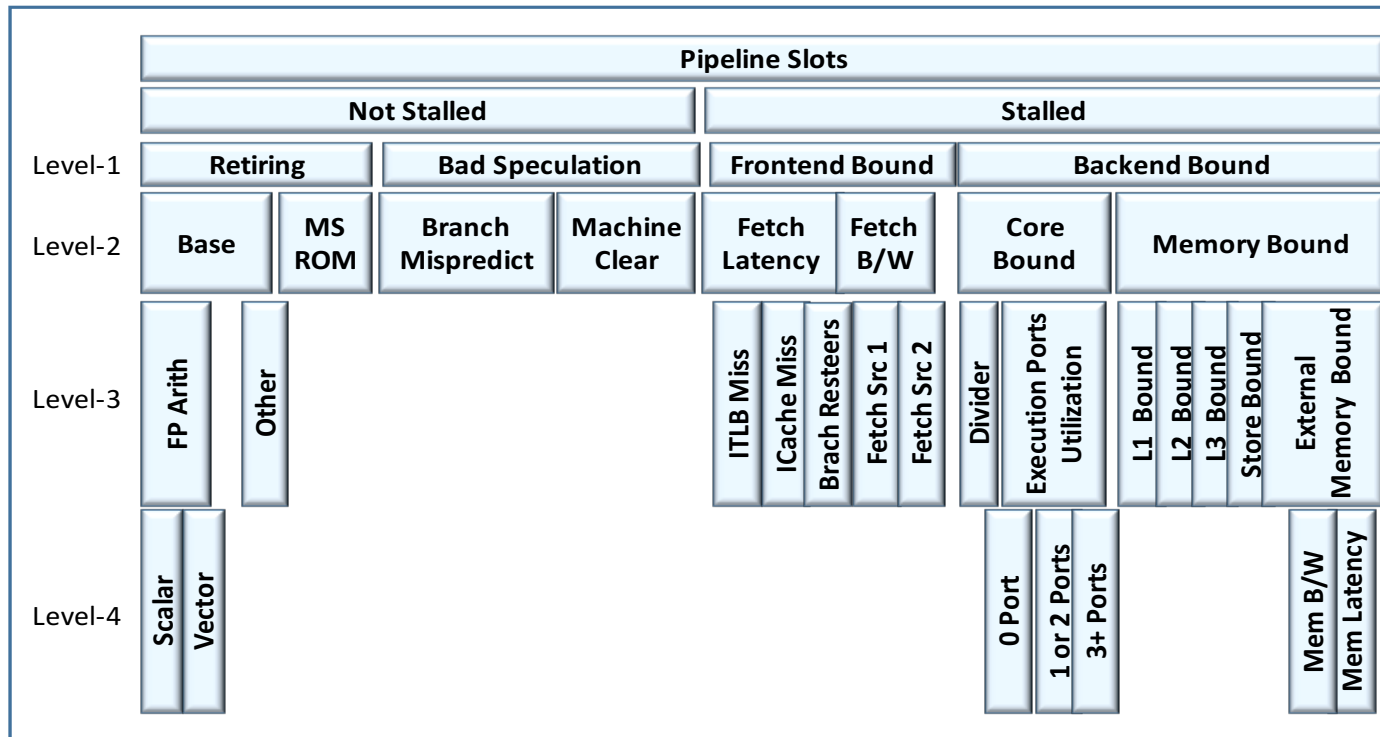 Pipeline Slots
Not Stalled
Stalled
Level-1
Retiring
Bad Speculation
Frontend Bound
Backend Bound
Level-2
Base
MS
ROM
Branch
Mispredict
Machine
Clear
Fetch
Latency
Fetch
B/W
Core
Bound
Memory Bound
Level-3
FP Arith
Other
ITLB Miss
ICache Miss
Brach Resteers
Fetch Src 1
Fetch Src 2
Divider
Execution Ports
Utilization
L1 Bound
L2 Bound
L3 Bound
Store Bound
External
Memory Bound
Level-4
Scalar
Vector
0 Port
1 or 2 Ports
3+ Ports
Mem B/W
Mem Latency